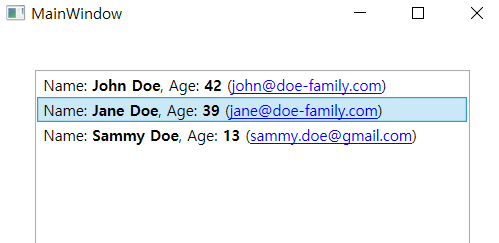 MainWindow
Name: John Doe, Age: 42 (john@doe-family.com)
Name: Jane Doe, Age: 39 (jane@doe-family.com)
Name: Sammy Doe, Age: 13 (sammy.doe@gmail.com)